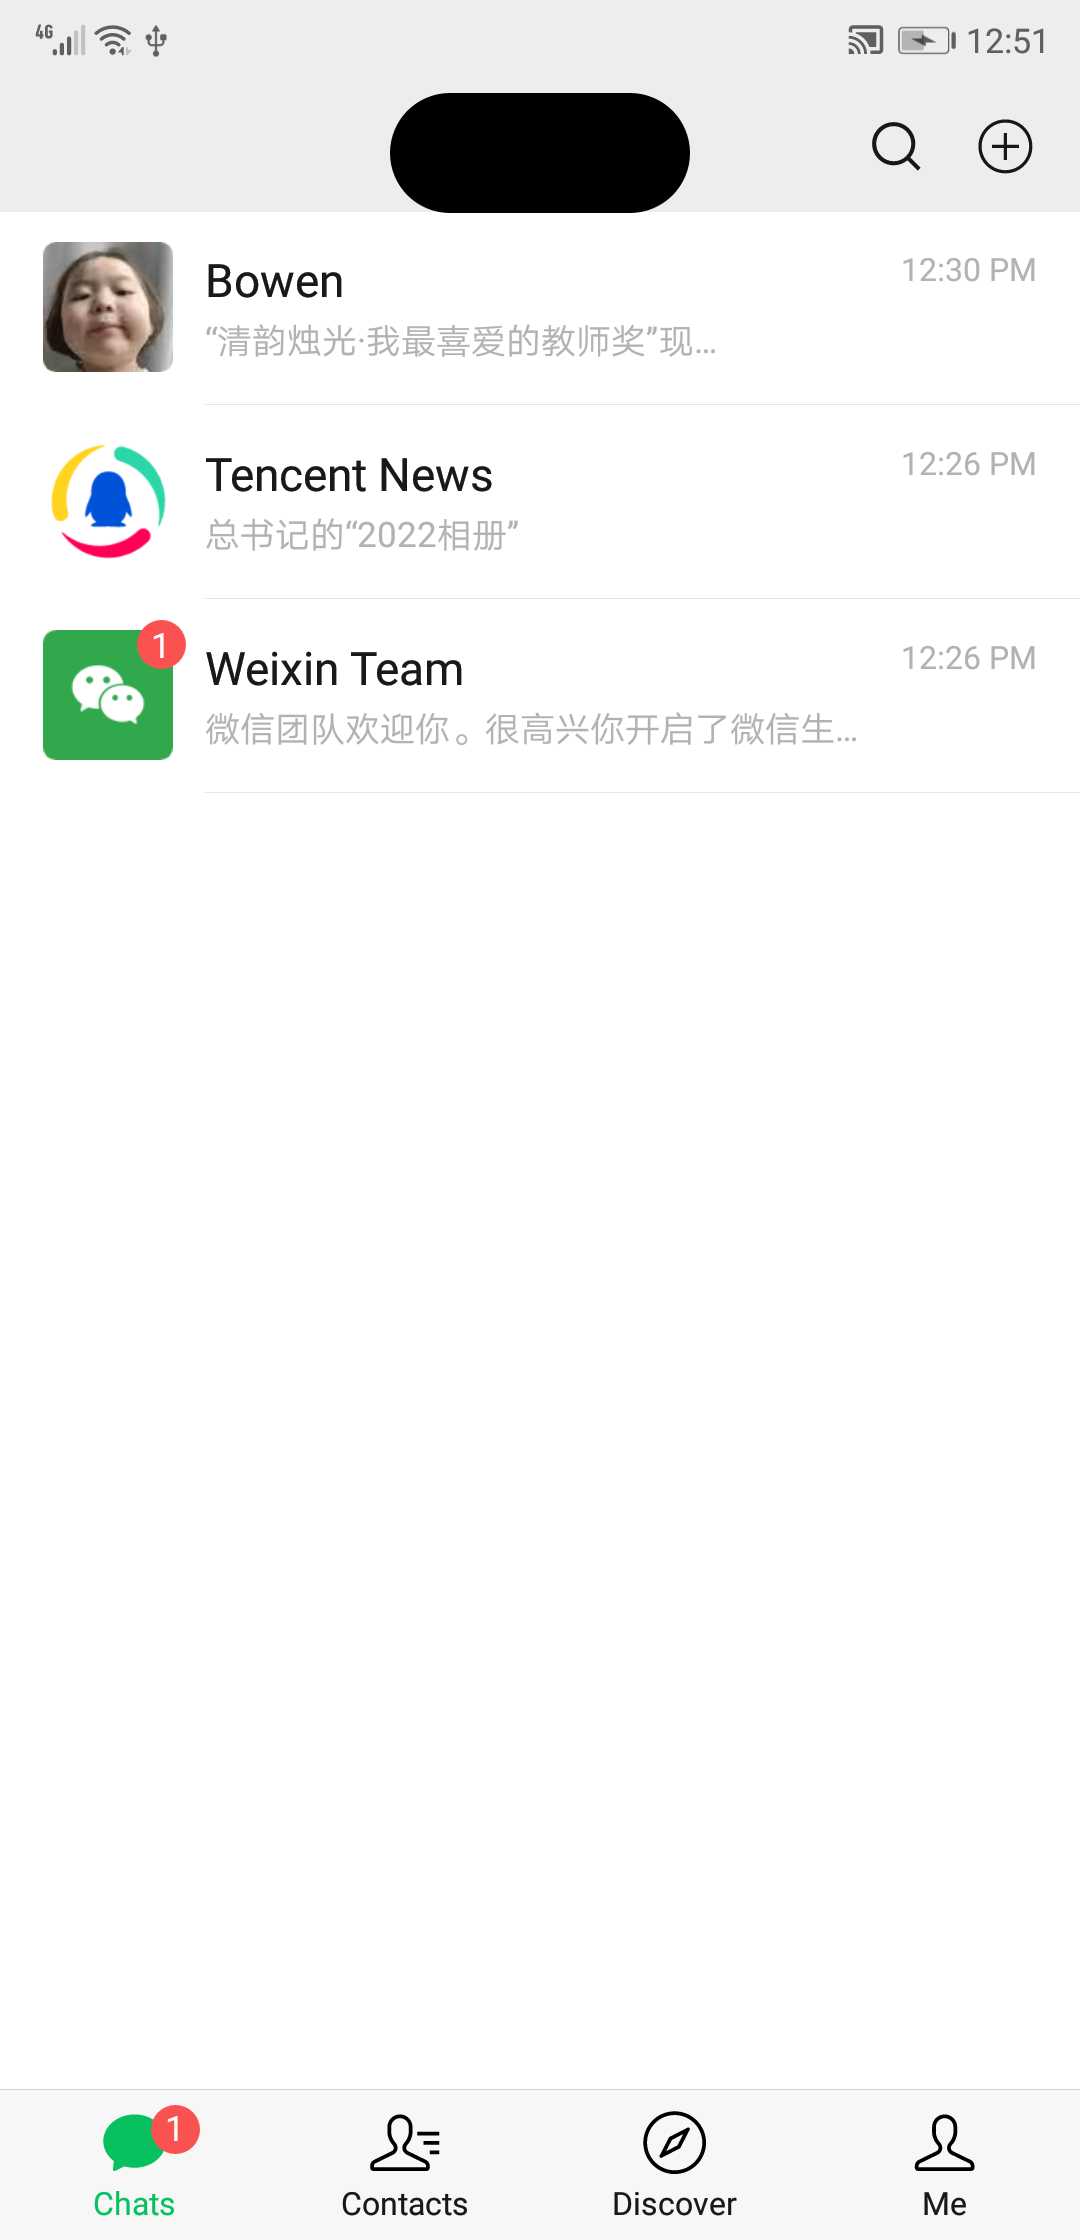 4G
12:51
Bowen
12:30 PM
“清韵烛光·我最喜爱的教师奖”现...
Tencent News
12:26 PM
总书记的“2022相册”
1
Weixin Team
12:26 PM
微信团队欢迎你。很高兴你开启了微信生...
1
Chats
Contacts
Discover
Me